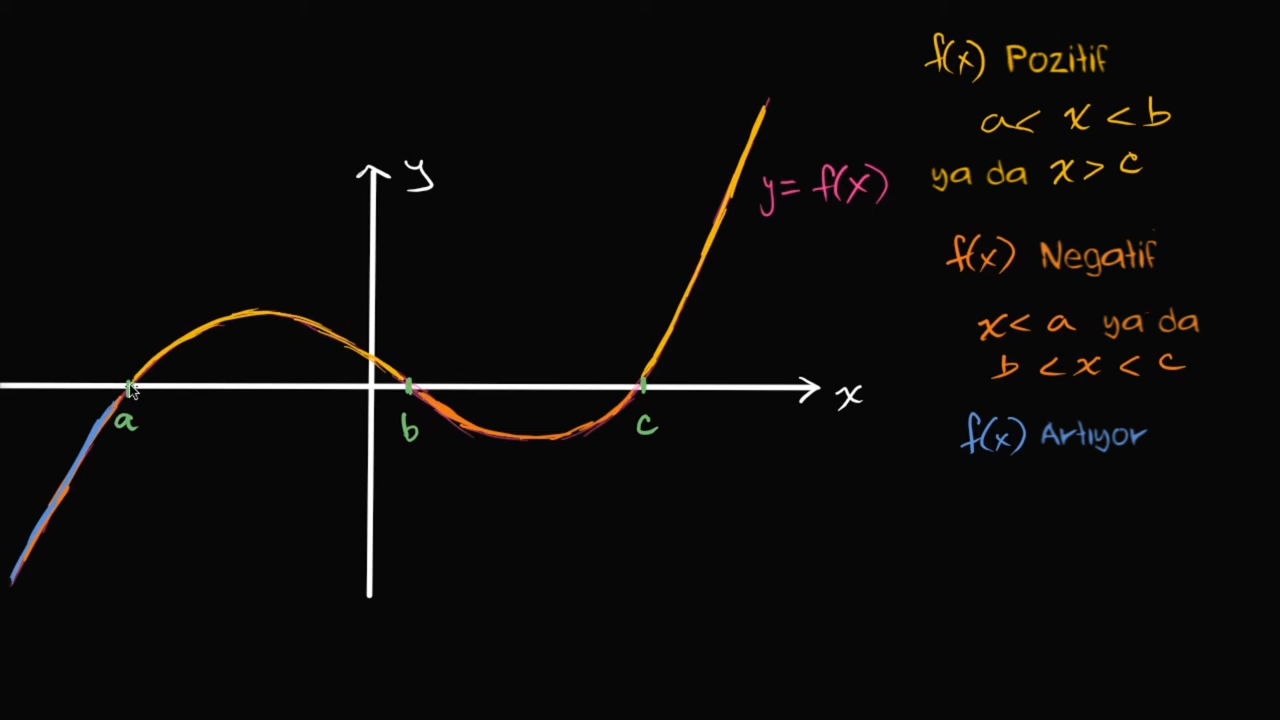 f(x) Pozitif
a< x < b
ya da x > c
y
y = f(x)
f(x) Negatif
x < a ya da
b < x < c
x
a
b
c
f(x) Artıyor